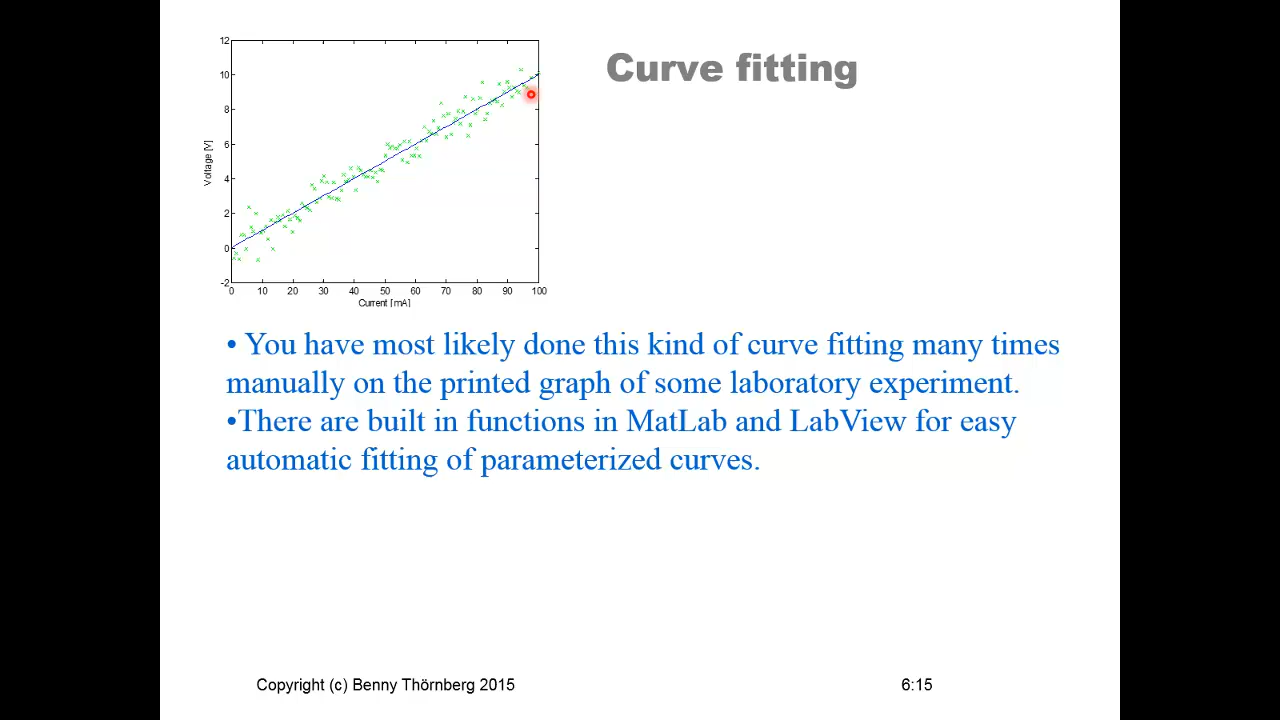 Curve fitting
12
10
8
6
4
2
0
-2
Voltage [V]
0 10 20 30 40 50 60 70 80 90 100
Current [mA]
• You have most likely done this kind of curve fitting many times
manually on the printed graph of some laboratory experiment.
•There are built in functions in MatLab and LabView for easy
automatic fitting of parameterized curves.
Copyright (c) Benny Thörnberg 2015
6:15